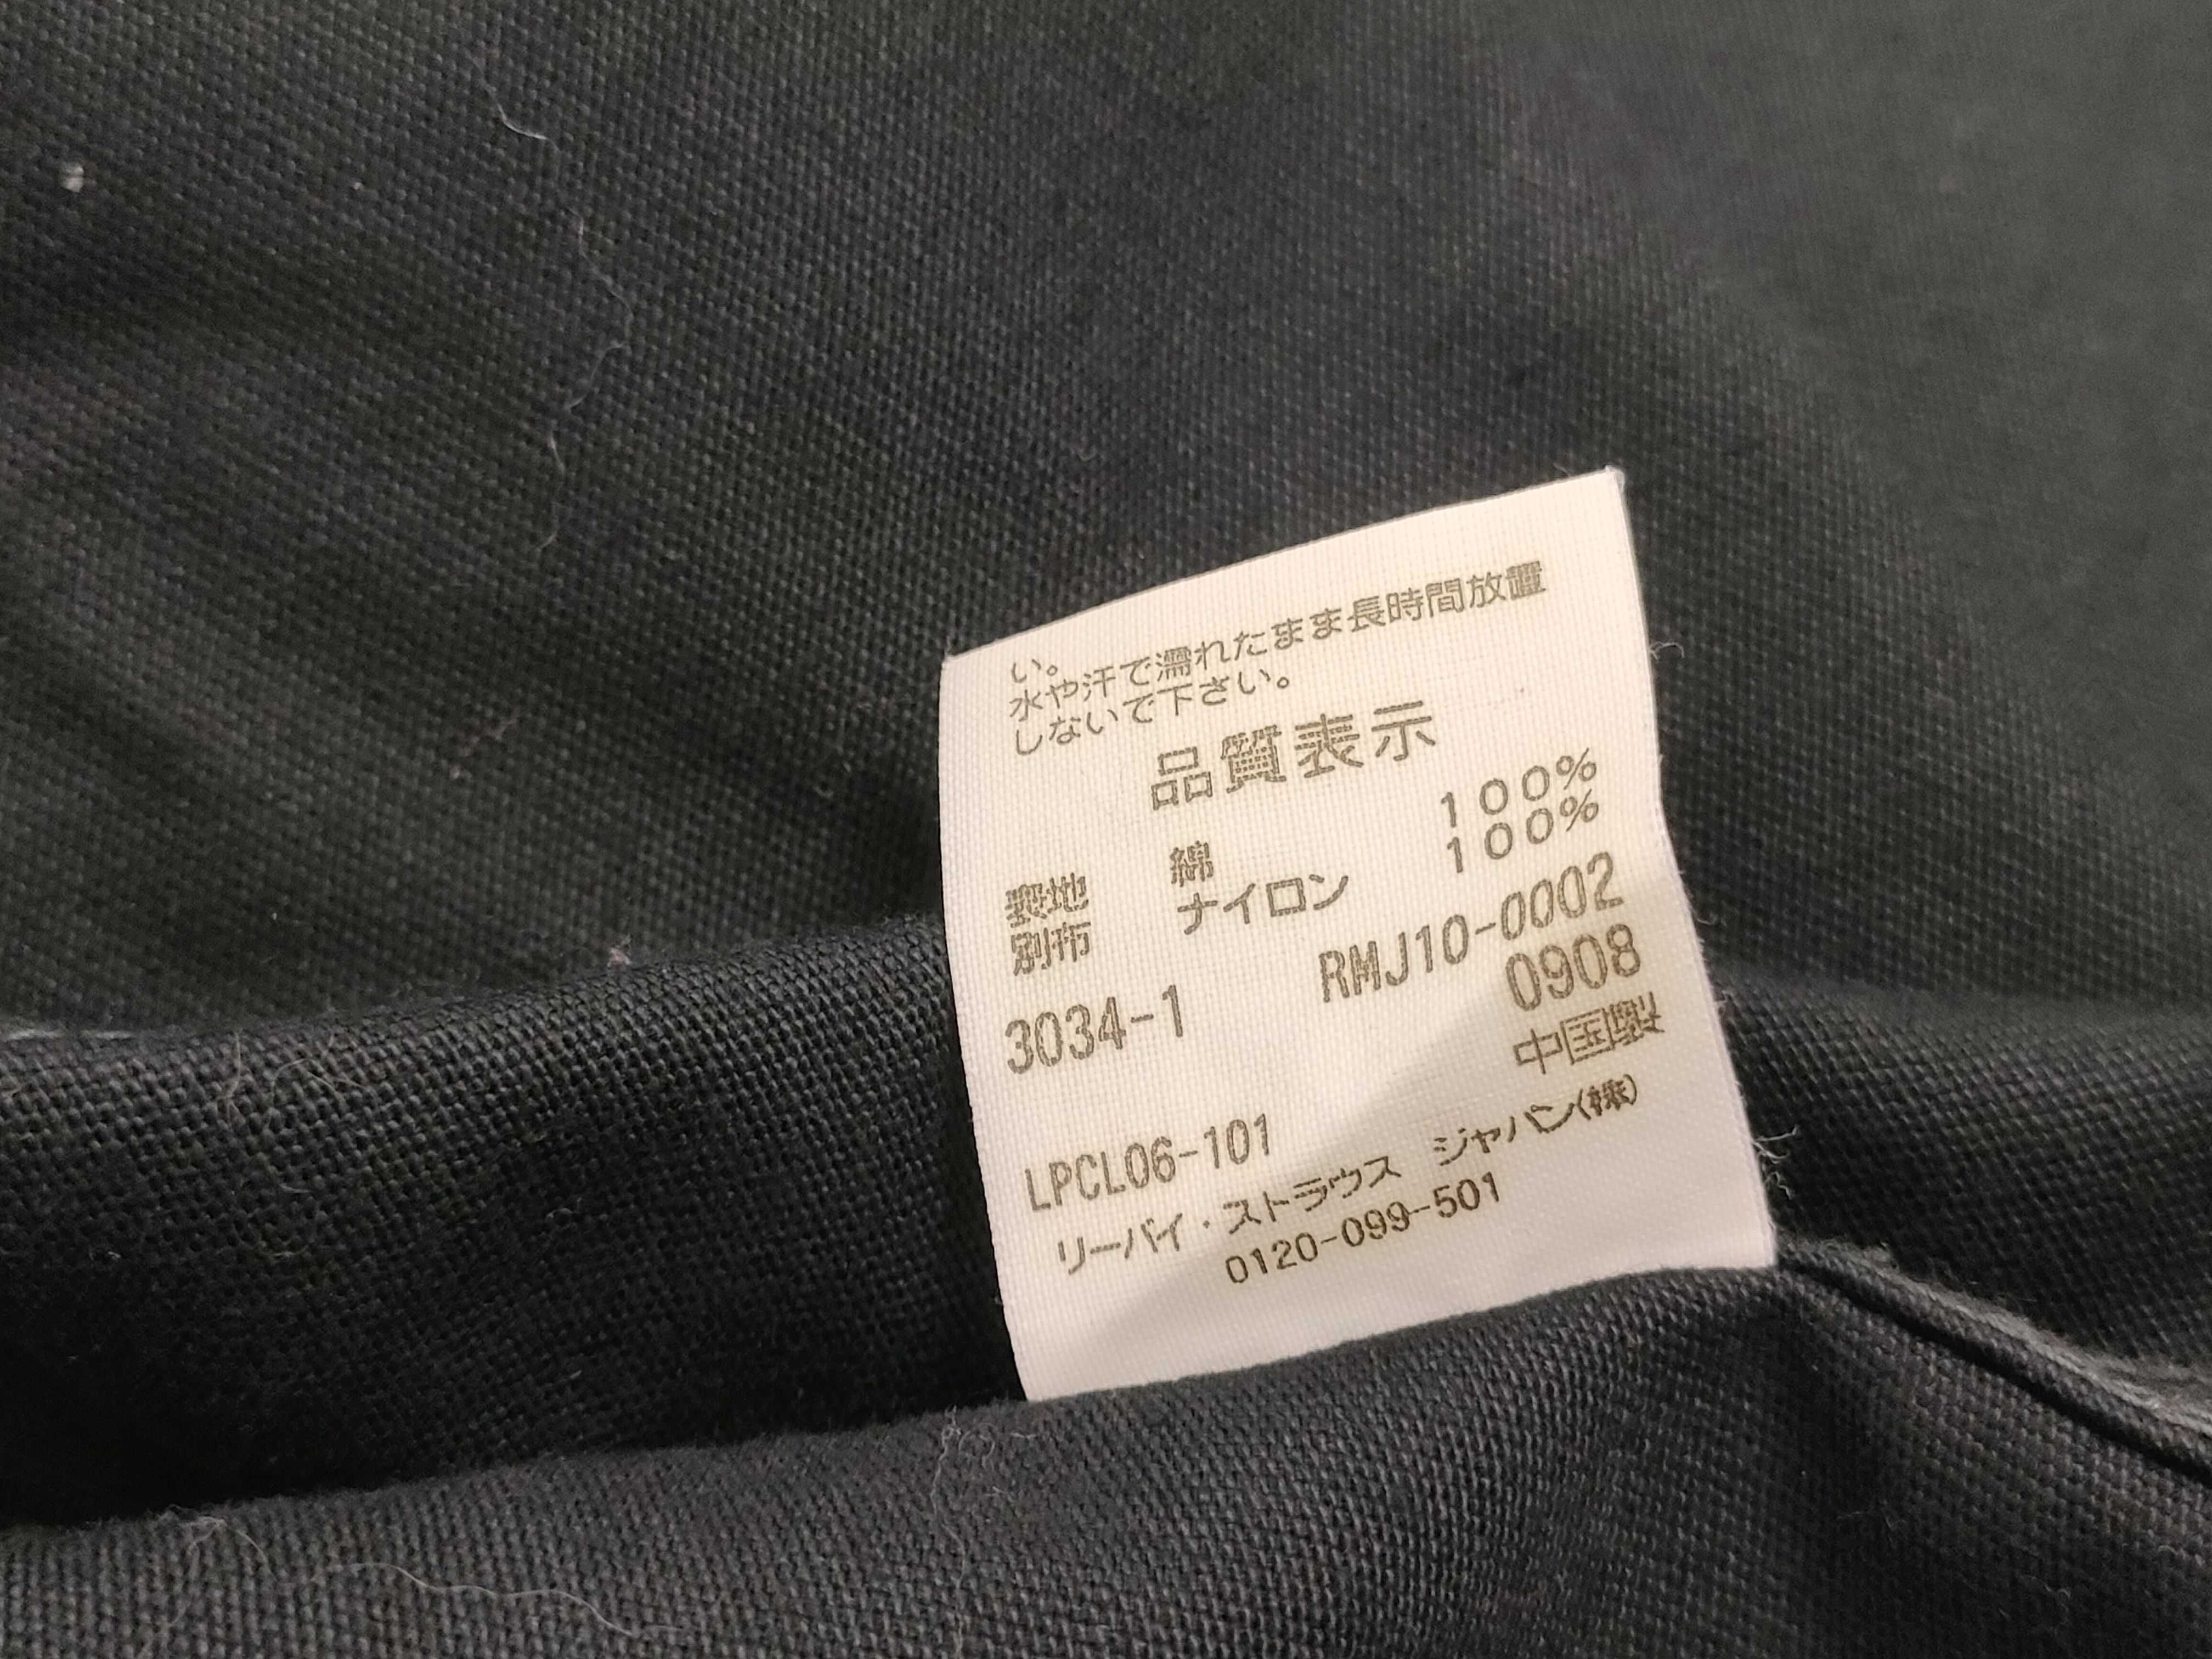 い。
水や汗で濡れたまま長時間放置
しないで下さい。
品質表示
表地 綿 100%
別布 ナイロン 100%
3034-1 RMJ10-0002
0908
中国製
LPCL06-101
リーバイ・ストラウス ジャパン(株)
0120-099-501